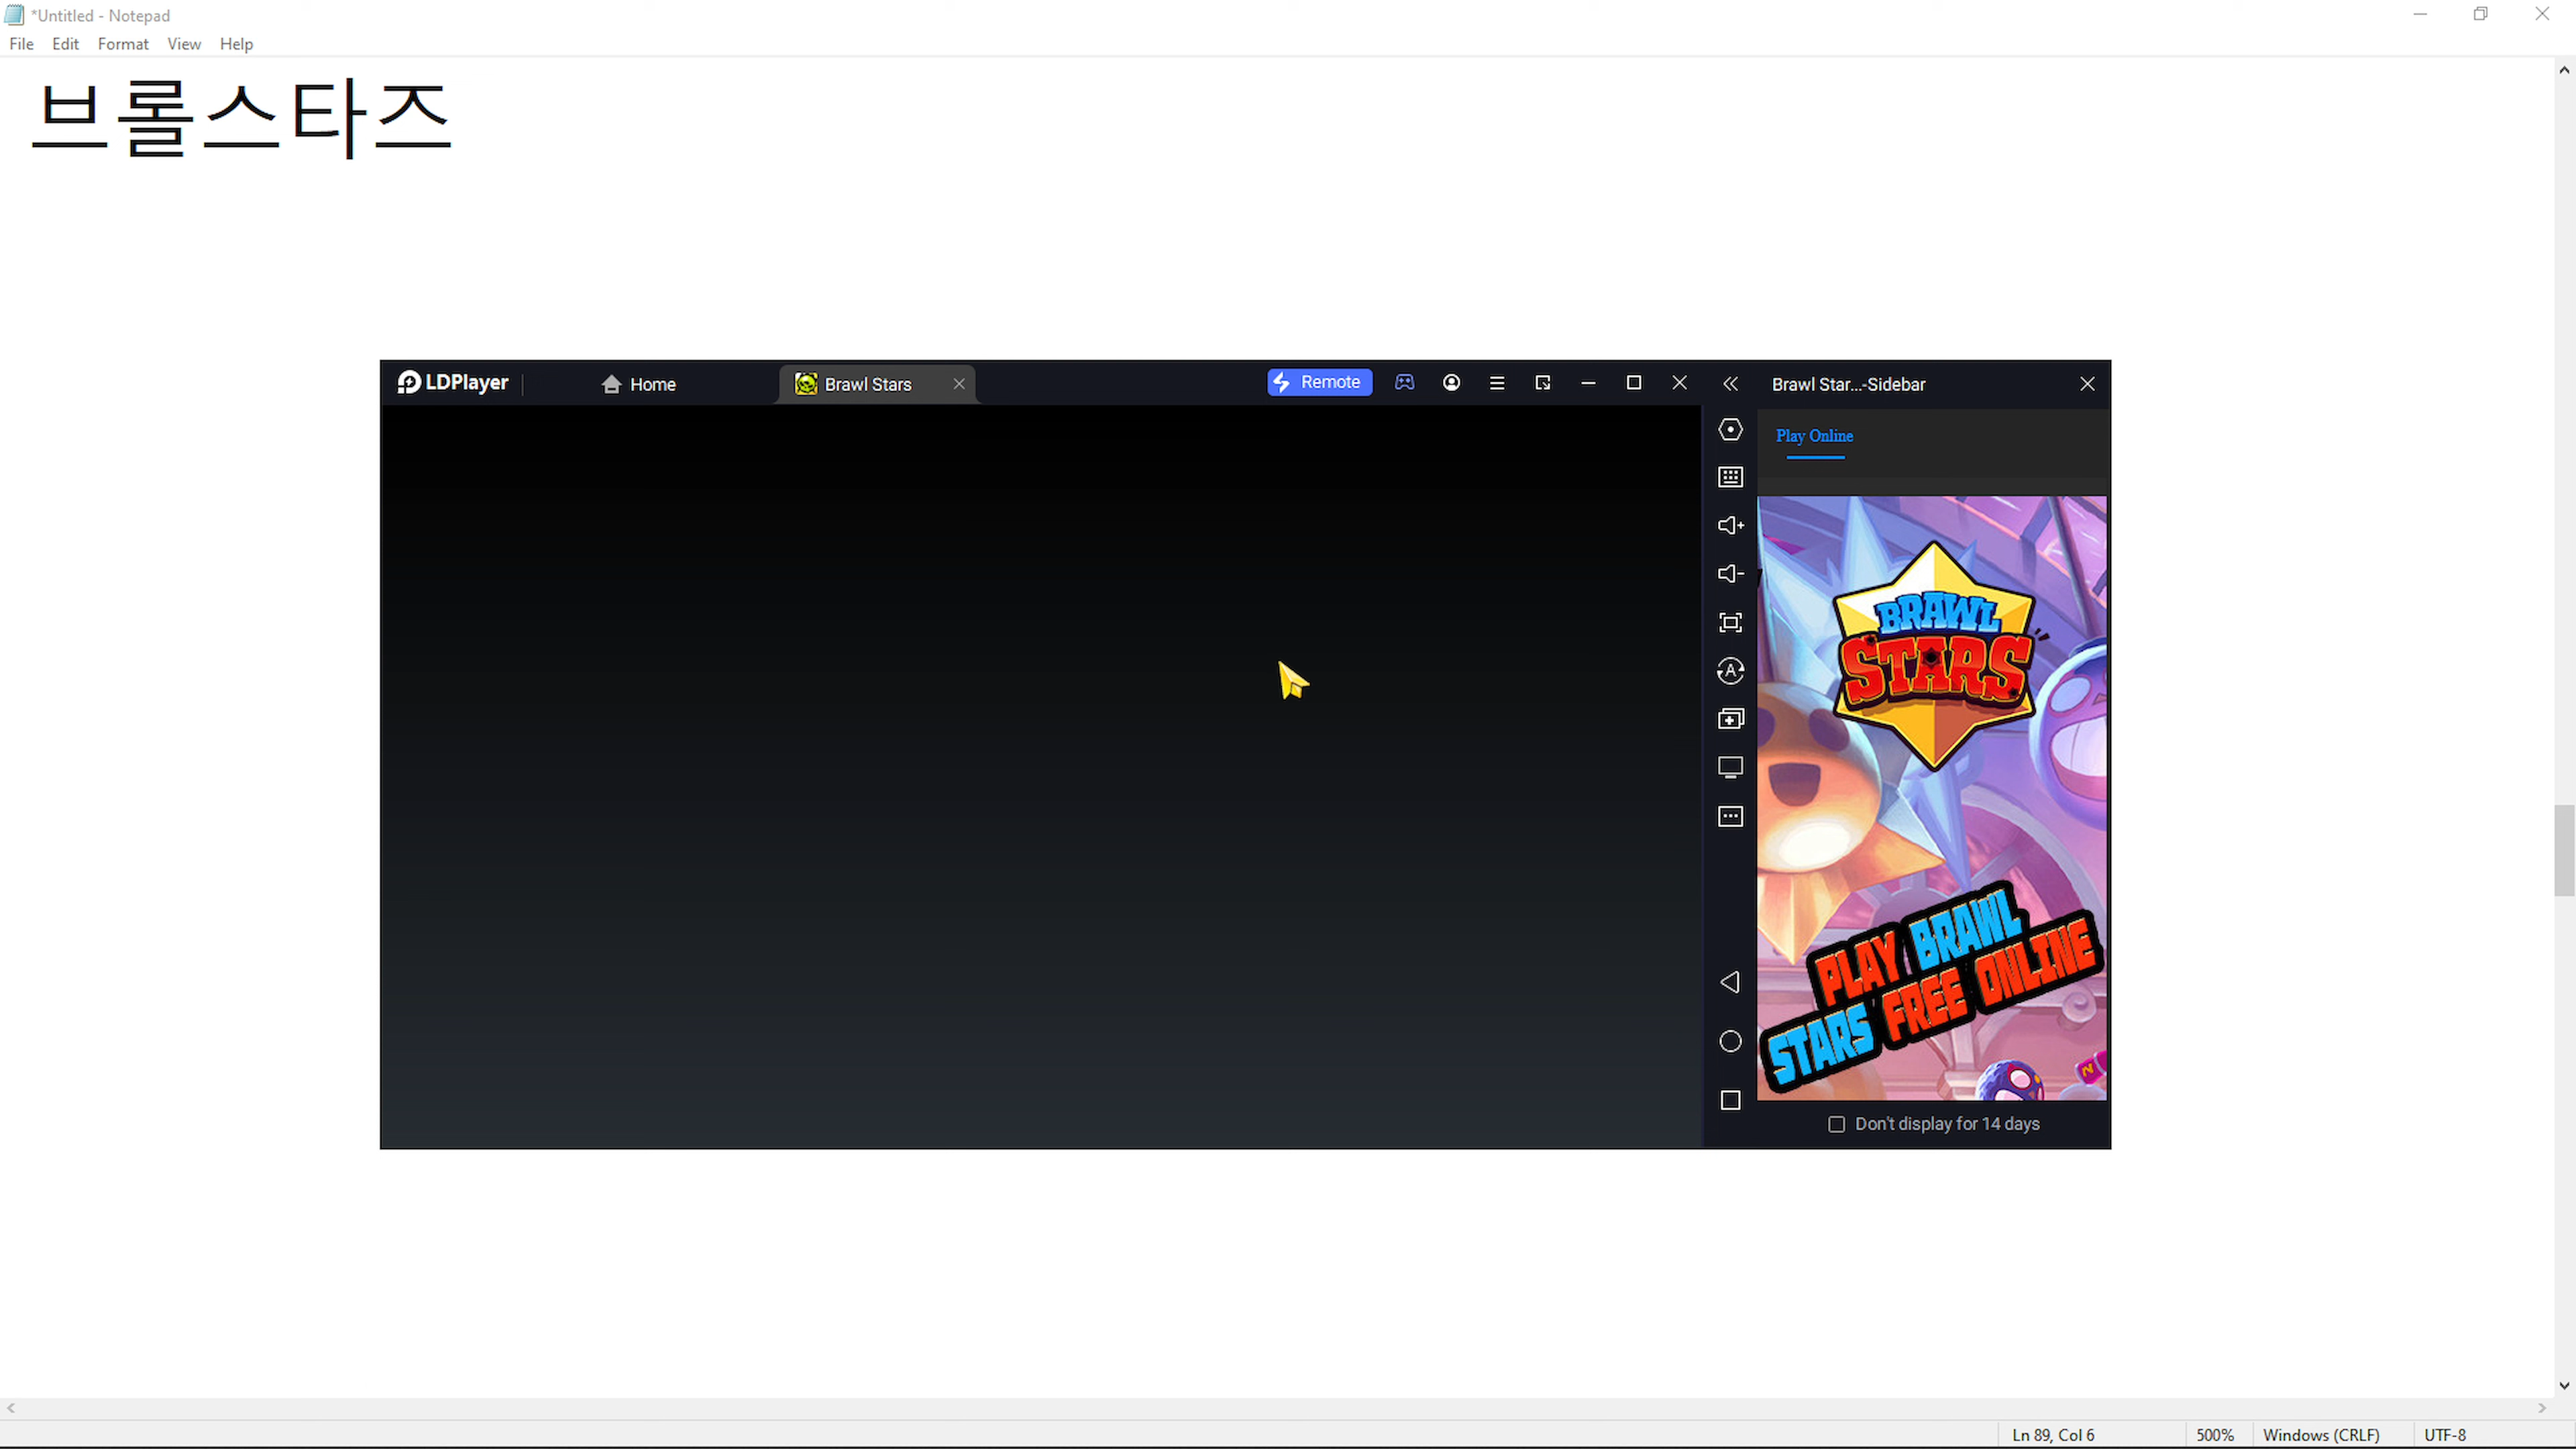 *Untitled - Notepad
File Edit Format View Help
브롤스타즈
LDPlayer Home Brawl Stars Remote Brawl Star...-Sidebar
Play Online
BRAWL
STARS
PLAY BRAWL
STARS FREE ONLINE
Don't display for 14 days
Ln 89, Col 6 500% Windows (CRLF) UTF-8